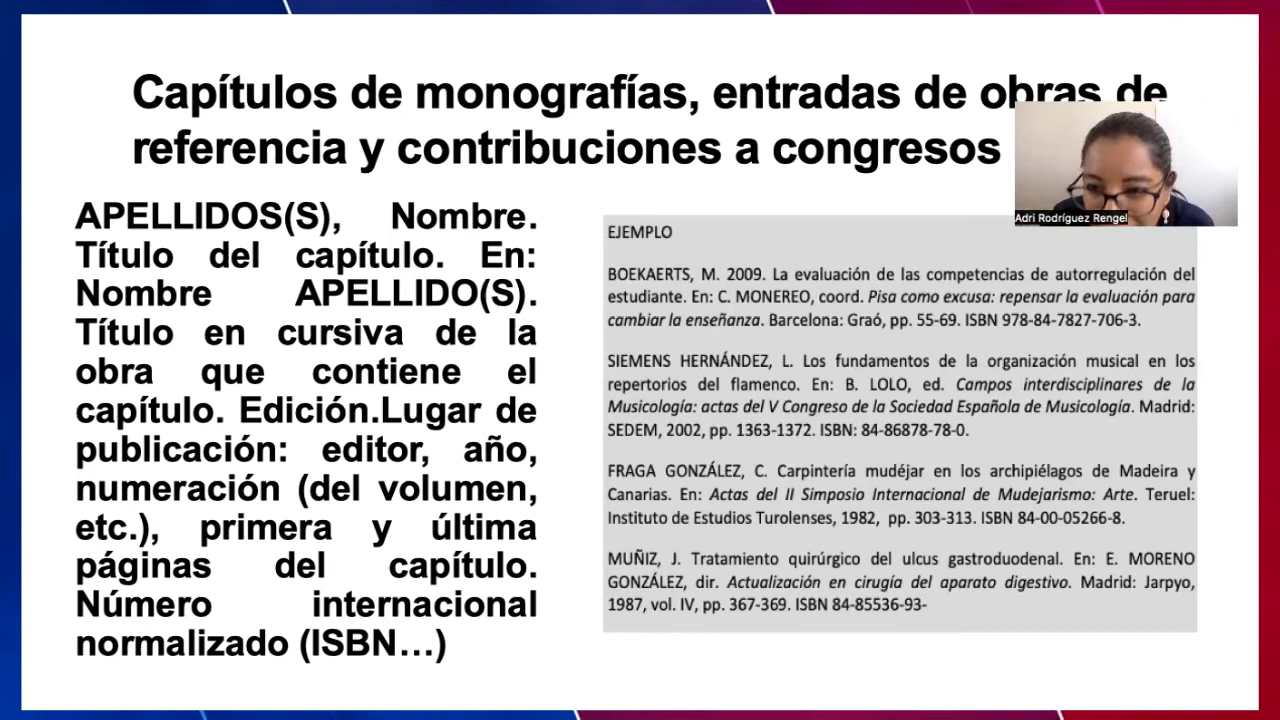 Capítulos de monografías, entradas de obras de
referencia y contribuciones a congresos
Adri Rodríguez Rengel
APELLIDOS(S), Nombre.
Título del capítulo. En:
Nombre APELLIDO(S).
Título en cursiva de la
obra que contiene el
capítulo. Edición.Lugar de
publicación: editor, año,
numeración (del volumen,
etc.), primera y última
páginas del capítulo.
Número internacional
normalizado (ISBN…)
EJEMPLO
BOEKAERTS, M. 2009. La evaluación de las competencias de autorregulación del
estudiante. En: C. MONEREO, coord. Pisa como excusa: repensar la evaluación para
cambiar la enseñanza. Barcelona: Graó, pp. 55-69. ISBN 978-84-7827-706-3.
SIEMENS HERNÁNDEZ, L. Los fundamentos de la organización musical en los
repertorios del flamenco. En: B. LOLO, ed. Campos interdisciplinares de la
Musicología: actas del V Congreso de la Sociedad Española de Musicología. Madrid:
SEDEM, 2002, pp. 1363-1372. ISBN: 84-86878-78-0.
FRAGA GONZÁLEZ, C. Carpintería mudéjar en los archipiélagos de Madeira y
Canarias. En: Actas del II Simposio Internacional de Mudejarismo: Arte. Teruel:
Instituto de Estudios Turolenses, 1982, pp. 303-313. ISBN 84-00-05266-8.
MUÑIZ, J. Tratamiento quirúrgico del ulcus gastroduodenal. En: E. MORENO
GONZÁLEZ, dir. Actualización en cirugía del aparato digestivo. Madrid: Jarpyo,
1987, vol. IV, pp. 367-369. ISBN 84-85536-93-